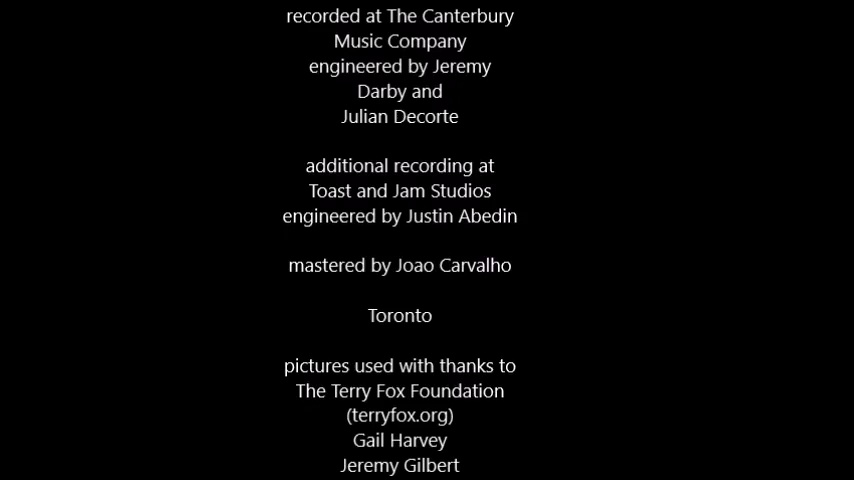 recorded at The Canterbury
Music Company
engineered by Jeremy
Darby and
Julian Decorte
additional recording at
Toast and Jam Studios
engineered by Justin Abedin
mastered by Joao Carvalho
Toronto
pictures used with thanks to
The Terry Fox Foundation
(terryfox.org)
Gail Harvey
Jeremy Gilbert